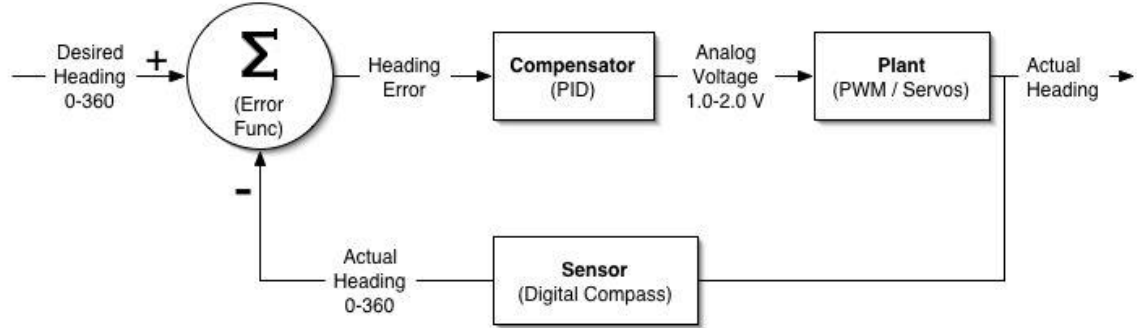 Desired
Heading
0-360
+
Σ
(Error
Func)
Heading
Error
Compensator
(PID)
Analog
Voltage
1.0-2.0 V
Plant
(PWM / Servos)
Actual
Heading
-
Actual
Heading
0-360
Sensor
(Digital Compass)